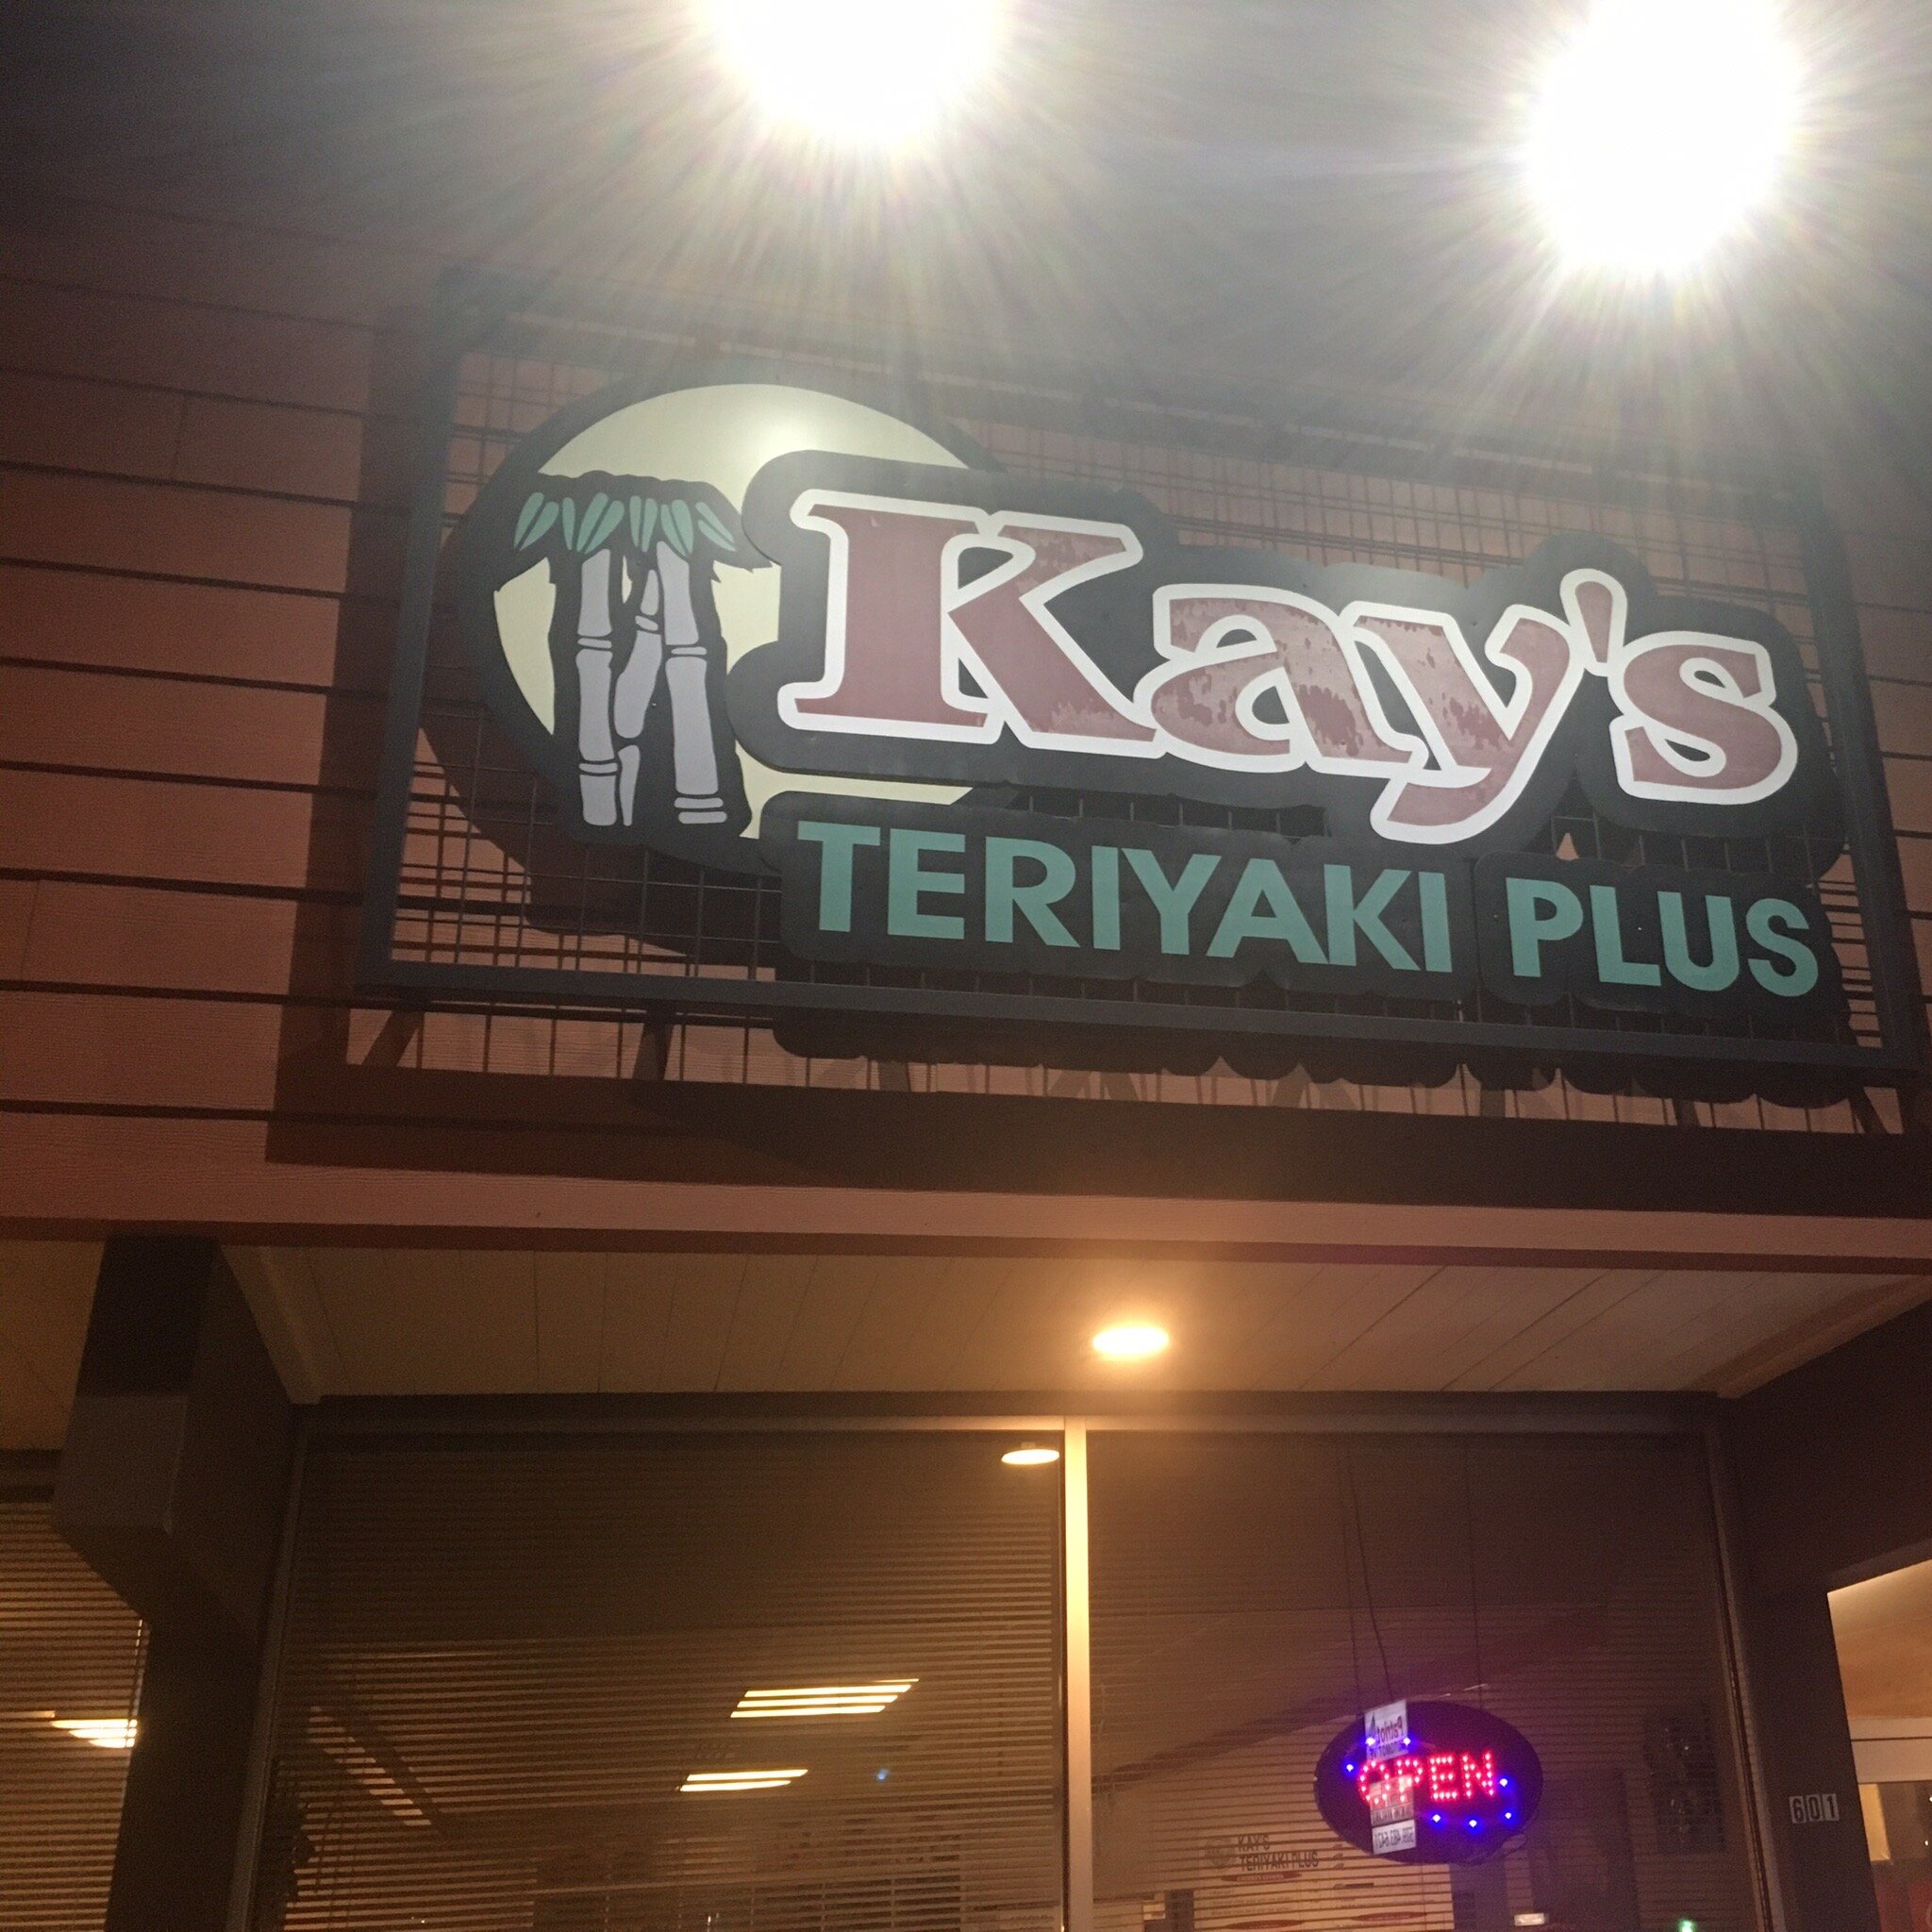 Kay's
TERIYAKI PLUS
OPEN
601
KAY'S
TERIYAKI PLUS